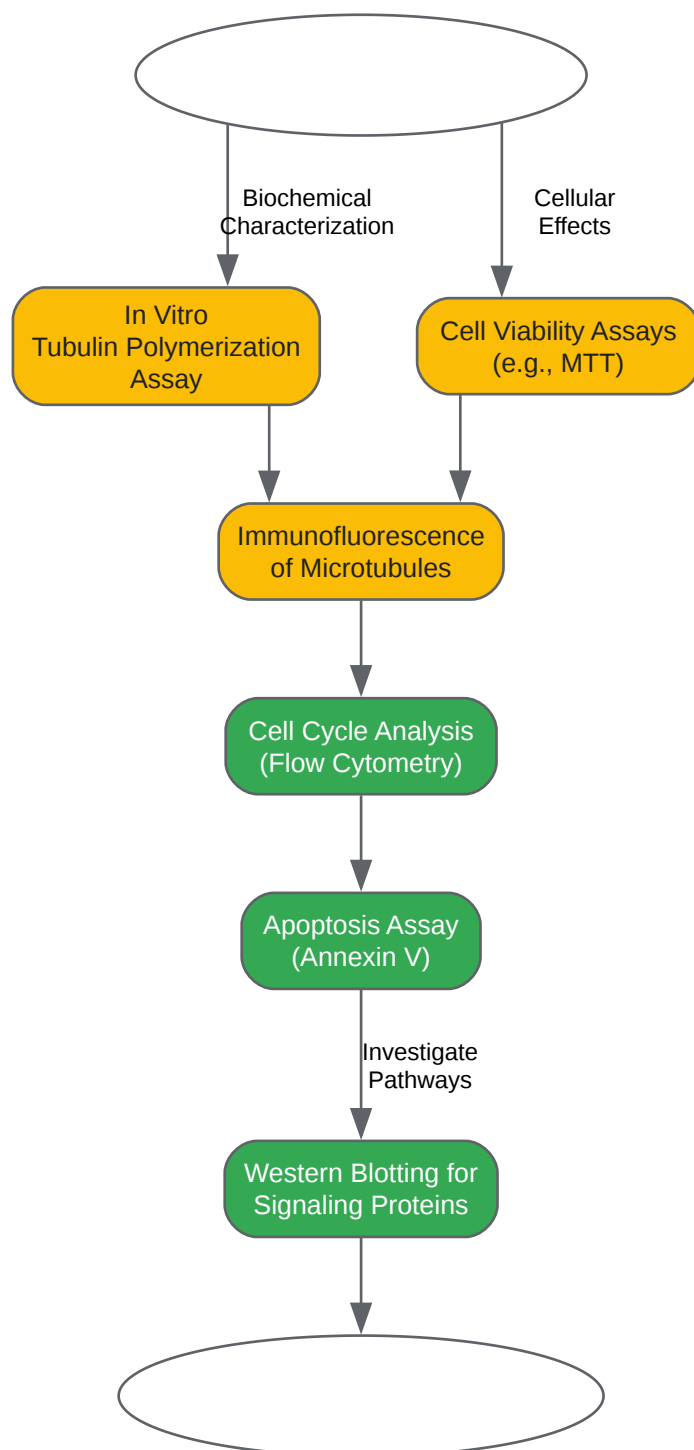 Biochemical
Characterization
Cellular
Effects
In Vitro
Tubulin Polymerization
Assay
Cell Viability Assays
(e.g., MTT)
Immunofluorescence
of Microtubules
Cell Cycle Analysis
(Flow Cytometry)
Apoptosis Assay
(Annexin V)
Investigate
Pathways
Western Blotting for
Signaling Proteins